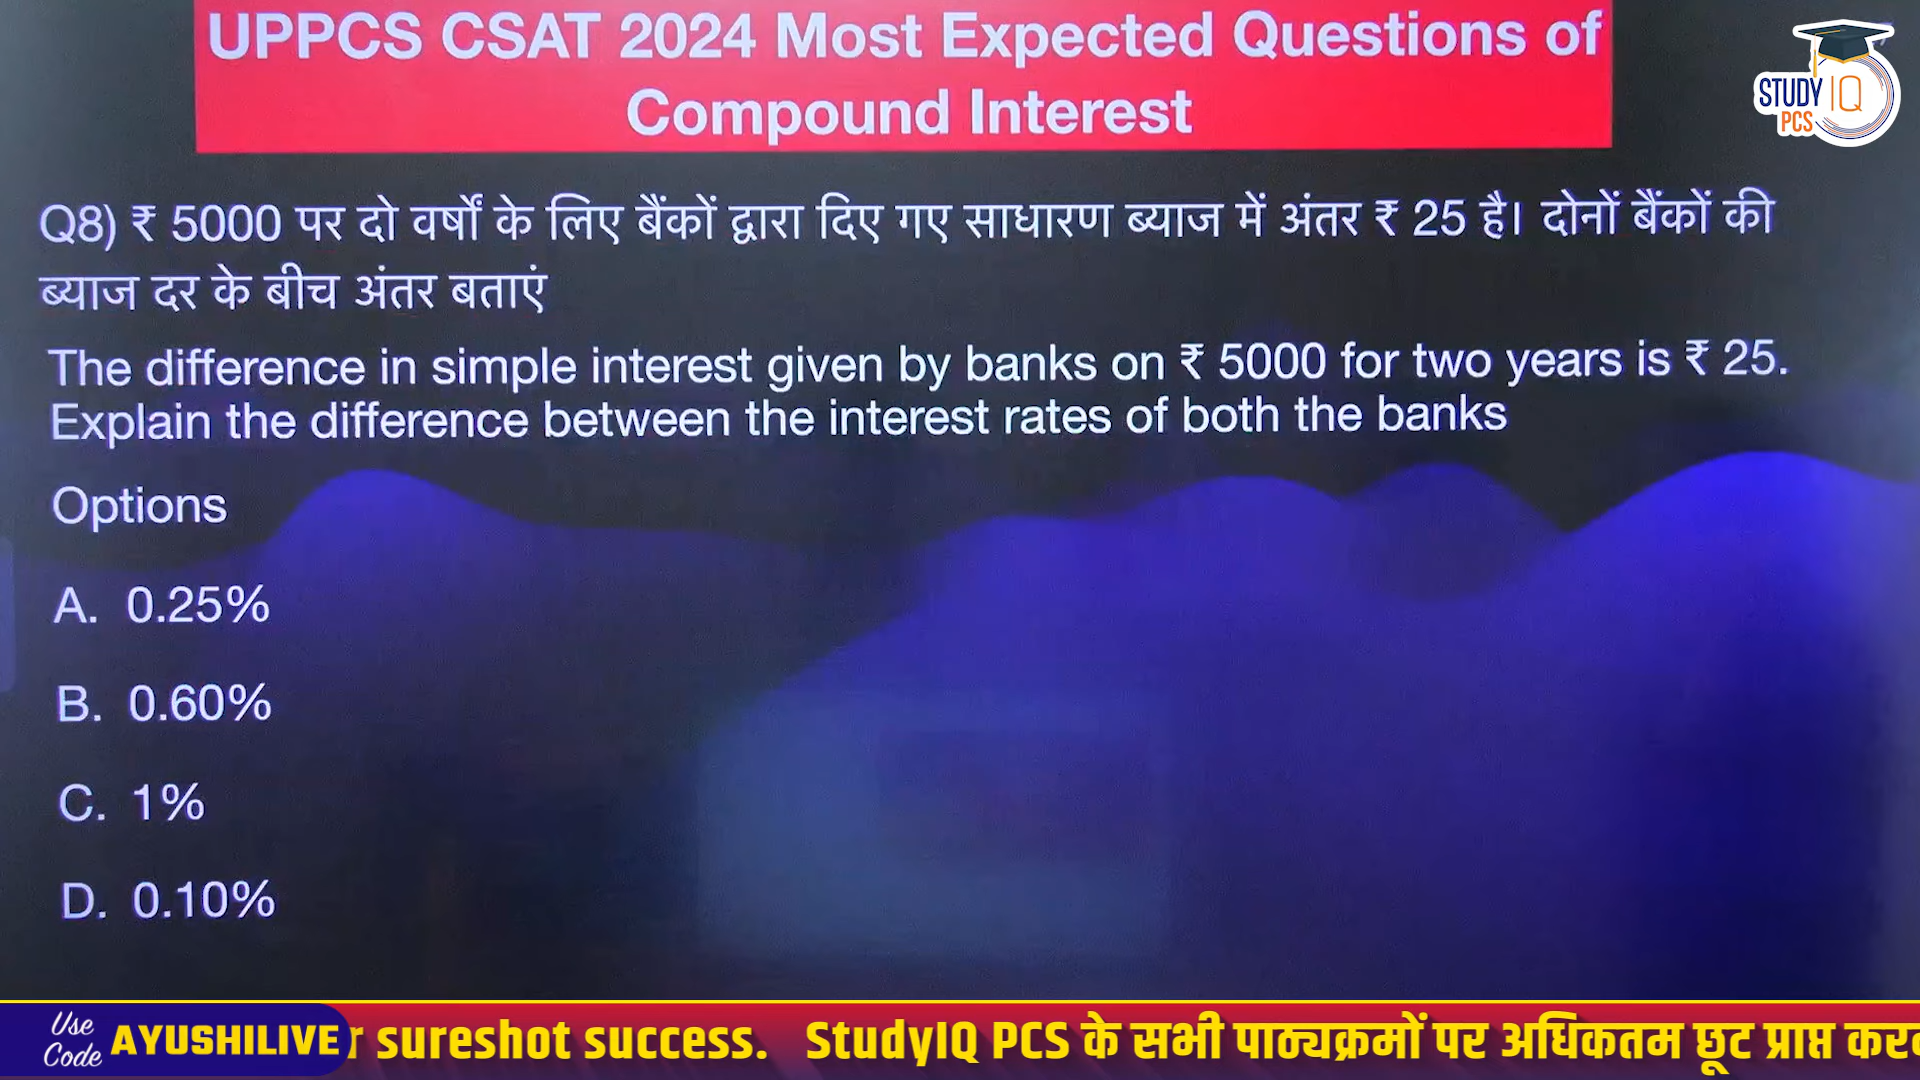 UPPCS CSAT 2024 Most Expected Questions of
Compound Interest
STUDY IQ
PCS
Q8) ₹ 5000 पर दो वर्षों के लिए बैंकों द्वारा दिए गए साधारण ब्याज में अंतर ₹ 25 है। दोनों बैंकों की
ब्याज दर के बीच अंतर बताएं
The difference in simple interest given by banks on ₹ 5000 for two years is ₹ 25.
Explain the difference between the interest rates of both the banks
Options
A. 0.25%
B. 0.60%
C. 1%
D. 0.10%
Use
Code AYUSHILIVE
r sureshot success. StudyIQ PCS के सभी पाठ्यक्रमों पर अधिकतम छूट प्राप्त कर